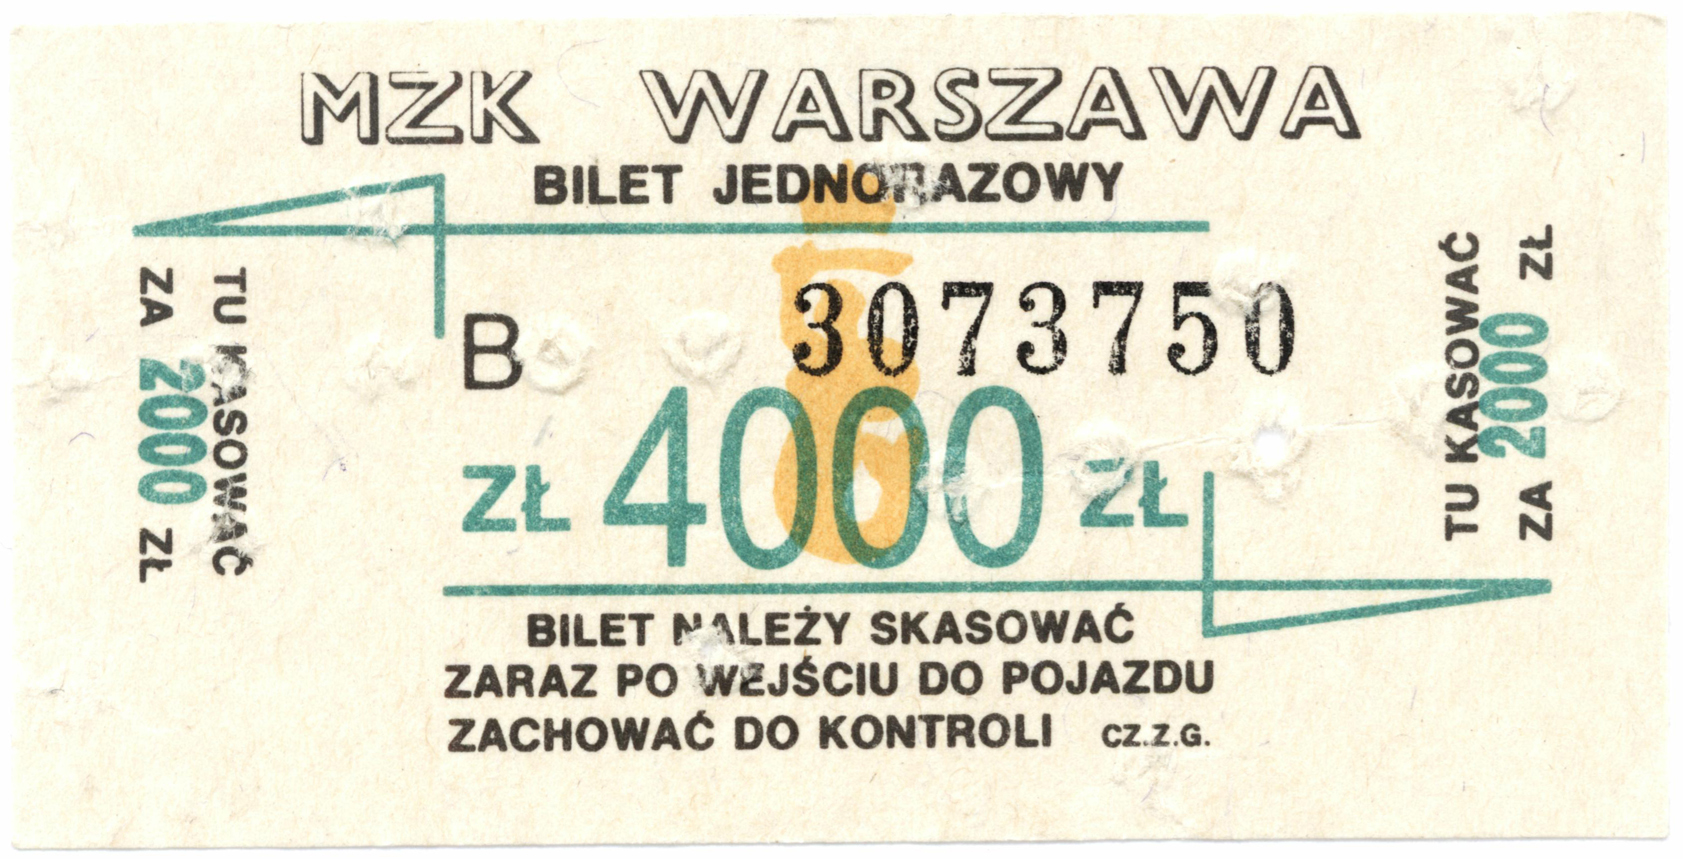 MZK WARSZAWA
BILET JEDNORAZOWY
TU KASOWAĆ
ZA 2000 ZŁ
B 3073750
ZŁ 4000 ZŁ
TU KASOWAĆ
ZA 2000 ZŁ
BILET NALEŻY SKASOWAĆ
ZARAZ PO WEJŚCIU DO POJAZDU
ZACHOWAĆ DO KONTROLI CZ.Z.G.